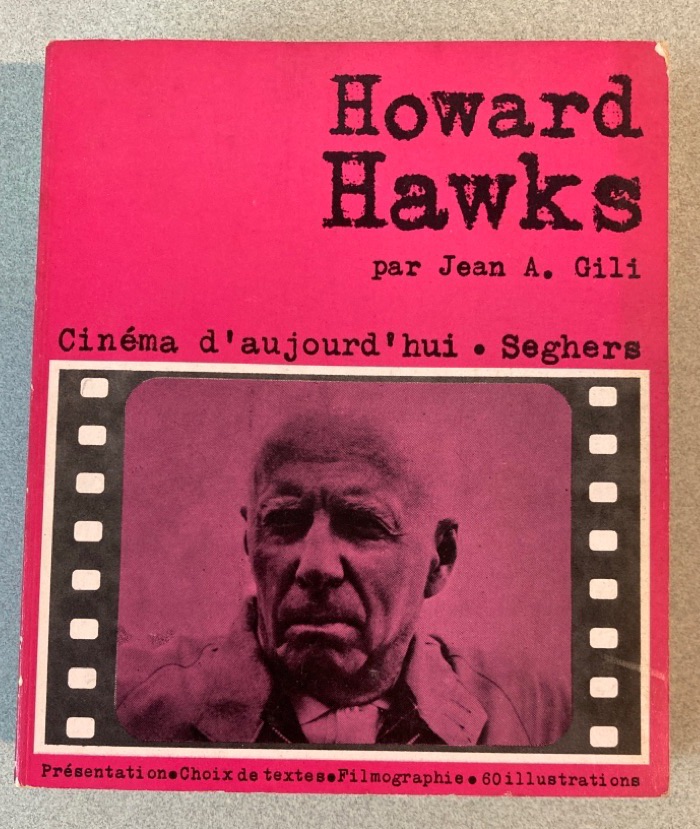 Howard
Hawks
par Jean A. Gili
Cinéma d'aujourd'hui • Seghers
Présentation•Choix de textes•Filmographie•60 illustrations